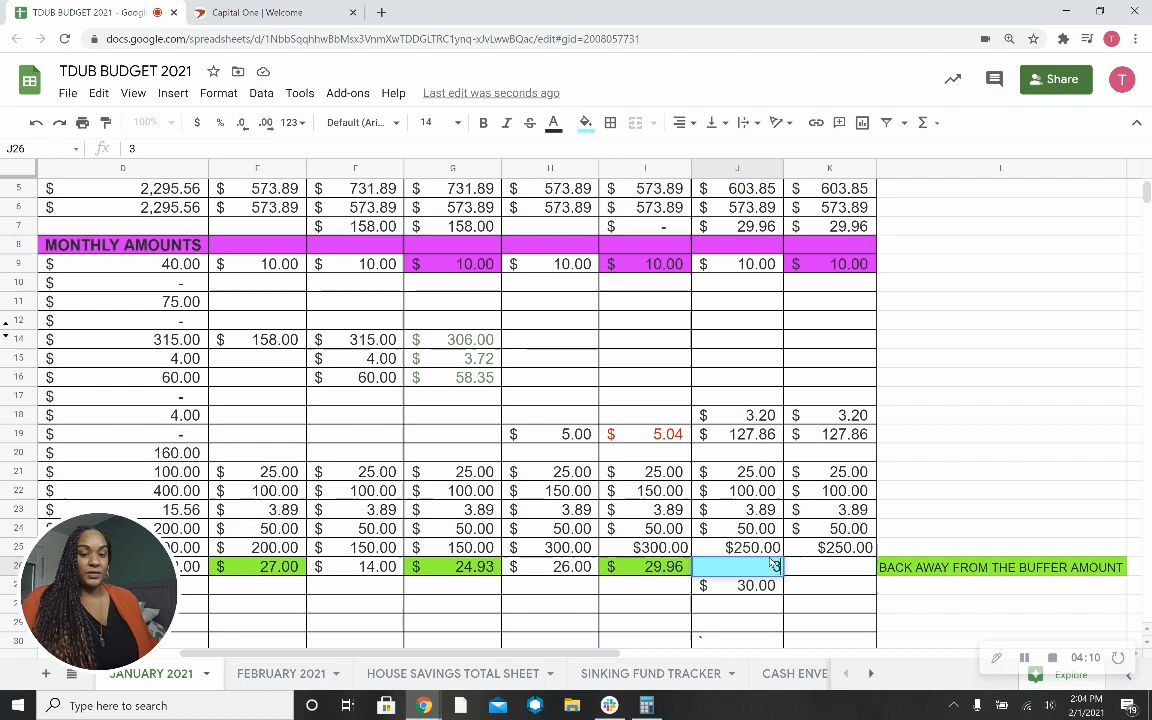 TDUB BUDGET 2021 - Googl
Capital One | Welcome
docs.google.com/spreadsheets/d/1NbbSqqhhwBbMsx3VnmXwTDDGLTRC1ynq-xJvLwwBQac/edit#gid=2008057731
TDUB BUDGET 2021
Share
T
File Edit View Insert Format Data Tools Add-ons Help Last edit was seconds ago
100% $ % .0 .00 123 Default (Ari... 14 B I S A
J26 fx 3
D E F G H I J K L
5 $ 2,295.56 $ 573.89 $ 731.89 $ 731.89 $ 573.89 $ 573.89 $ 603.85 $ 603.85
6 $ 2,295.56 $ 573.89 $ 573.89 $ 573.89 $ 573.89 $ 573.89 $ 573.89 $ 573.89
7 $ 158.00 $ 158.00 $ - $ 29.96 $ 29.96
8 MONTHLY AMOUNTS
9 $ 40.00 $ 10.00 $ 10.00 $ 10.00 $ 10.00 $ 10.00 $ 10.00 $ 10.00
10 $ -
11 $ 75.00
12 $ -
14 $ 315.00 $ 158.00 $ 315.00 $ 306.00
15 $ 4.00 $ 4.00 $ 3.72
16 $ 60.00 $ 60.00 $ 58.35
17 $ -
18 $ 4.00 $ 3.20 $ 3.20
19 $ - $ 5.00 $ 5.04 $ 127.86 $ 127.86
20 $ 160.00
21 $ 100.00 $ 25.00 $ 25.00 $ 25.00 $ 25.00 $ 25.00 $ 25.00 $ 25.00
22 $ 400.00 $ 100.00 $ 100.00 $ 100.00 $ 150.00 $ 150.00 $ 100.00 $ 100.00
23 $ 15.56 $ 3.89 $ 3.89 $ 3.89 $ 3.89 $ 3.89 $ 3.89 $ 3.89
24 200.00 $ 50.00 $ 50.00 $ 50.00 $ 50.00 $ 50.00 $ 50.00 $ 50.00
25 $ 200.00 $ 150.00 $ 150.00 $ 300.00 $300.00 $250.00 $250.00
$ 27.00 $ 14.00 $ 24.93 $ 26.00 $ 29.96 3 BACK AWAY FROM THE BUFFER AMOUNT
$ 30.00
29
30 `
04:10
JANUARY 2021 FEBRUARY 2021 HOUSE SAVINGS TOTAL SHEET SINKING FUND TRACKER CASH ENVE Explore
Type here to search
2:04 PM
2/1/2021
19